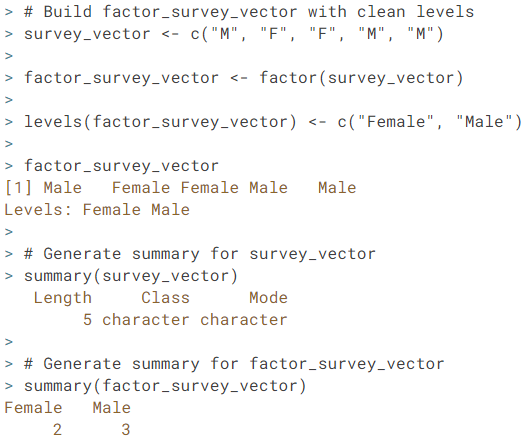 > # Build factor_survey_vector with clean levels
> survey_vector <- c("M", "F", "F", "M", "M")
>
> factor_survey_vector <- factor(survey_vector)
>
> levels(factor_survey_vector) <- c("Female", "Male")
>
> factor_survey_vector
[1] Male   Female Female Male   Male
Levels: Female Male
>
> # Generate summary for survey_vector
> summary(survey_vector)
   Length     Class      Mode
        5 character character
>
> # Generate summary for factor_survey_vector
> summary(factor_survey_vector)
Female   Male
     2      3